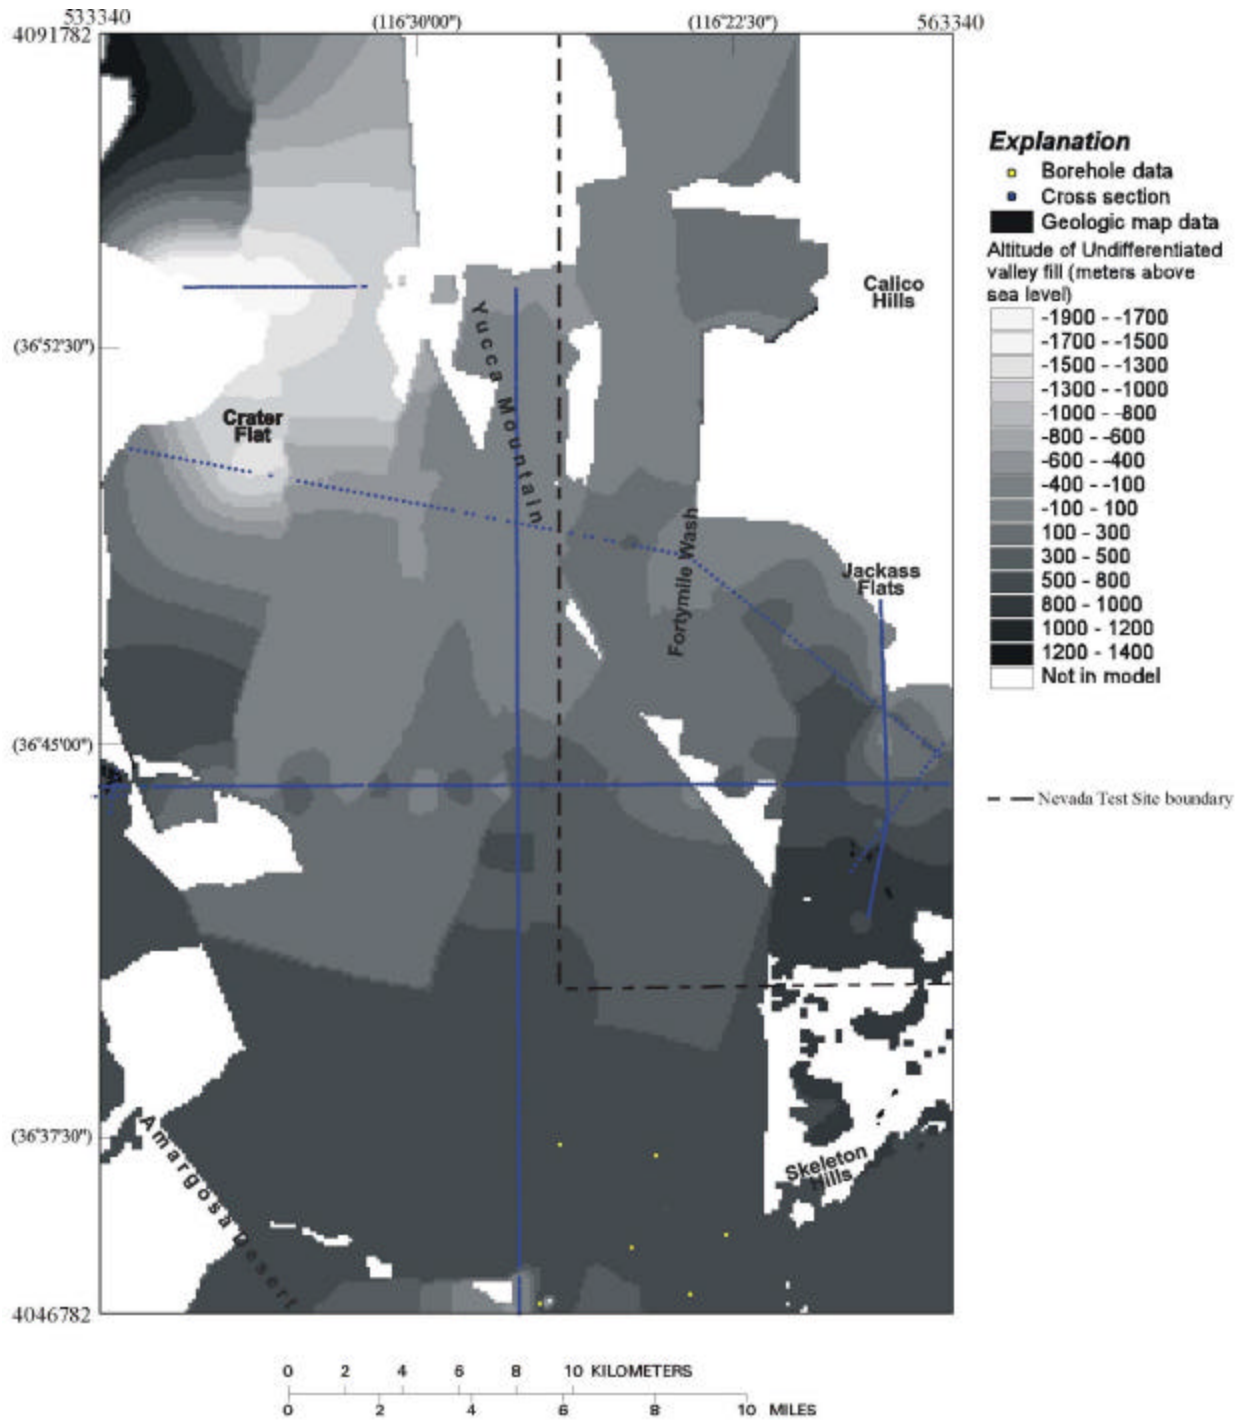 533340
(116°30'00")
(116°22'30")
563340
4091782
(36°52'30")
(36°45'00")
(36°37'30")
4046782
Calico
Hills
Yucca Mountain
Crater
Flat
Fortymile Wash
Jackass
Flats
Skeleton
Hills
Amargosa Desert
Explanation
Borehole data
Cross section
Geologic map data
Altitude of Undifferentiated
valley fill (meters above
sea level)
-1900 - -1700
-1700 - -1500
-1500 - -1300
-1300 - -1000
-1000 - -800
-800 - -600
-600 - -400
-400 - -100
-100 - 100
100 - 300
300 - 500
500 - 800
800 - 1000
1000 - 1200
1200 - 1400
Not in model
Nevada Test Site boundary
0 2 4 6 8 10 KILOMETERS
0 2 4 6 8 10 MILES